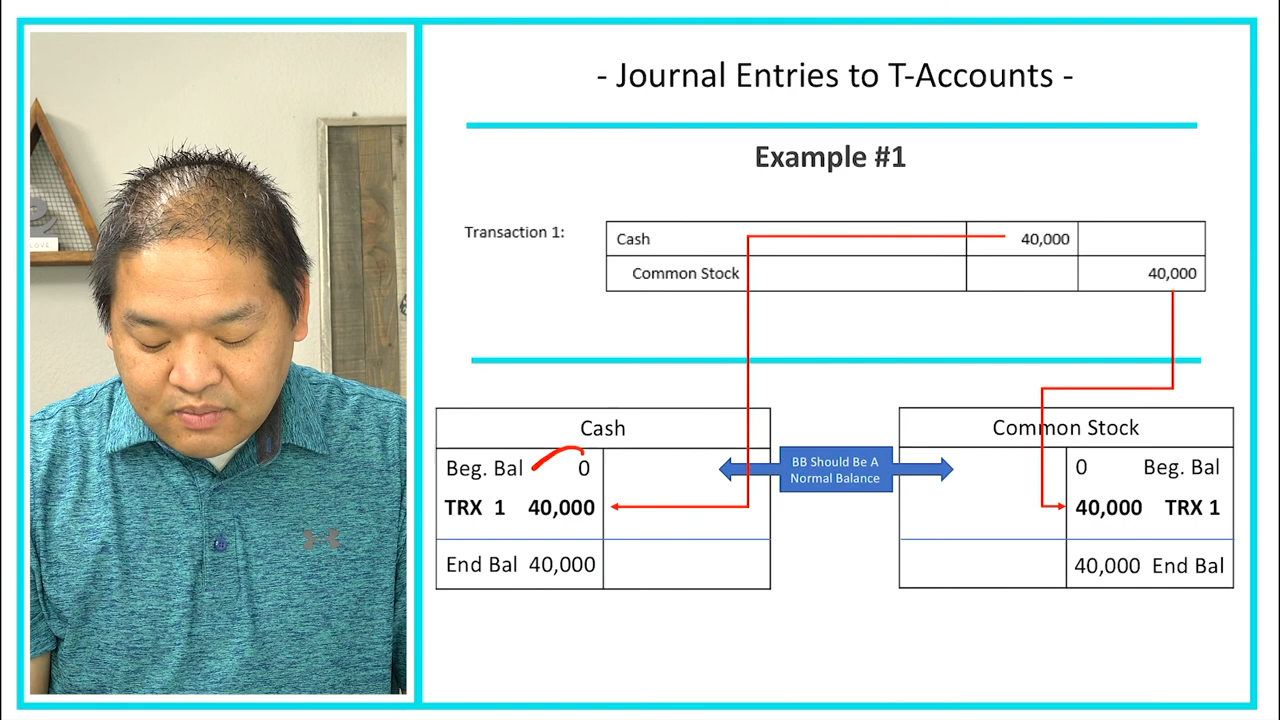 - Journal Entries to T-Accounts -
Example #1
Transaction 1:
Cash 40,000
Common Stock 40,000
Cash
Beg. Bal 0
TRX 1 40,000
End Bal 40,000
BB Should Be A
Normal Balance
Common Stock
0 Beg. Bal
40,000 TRX 1
40,000 End Bal
LOVE